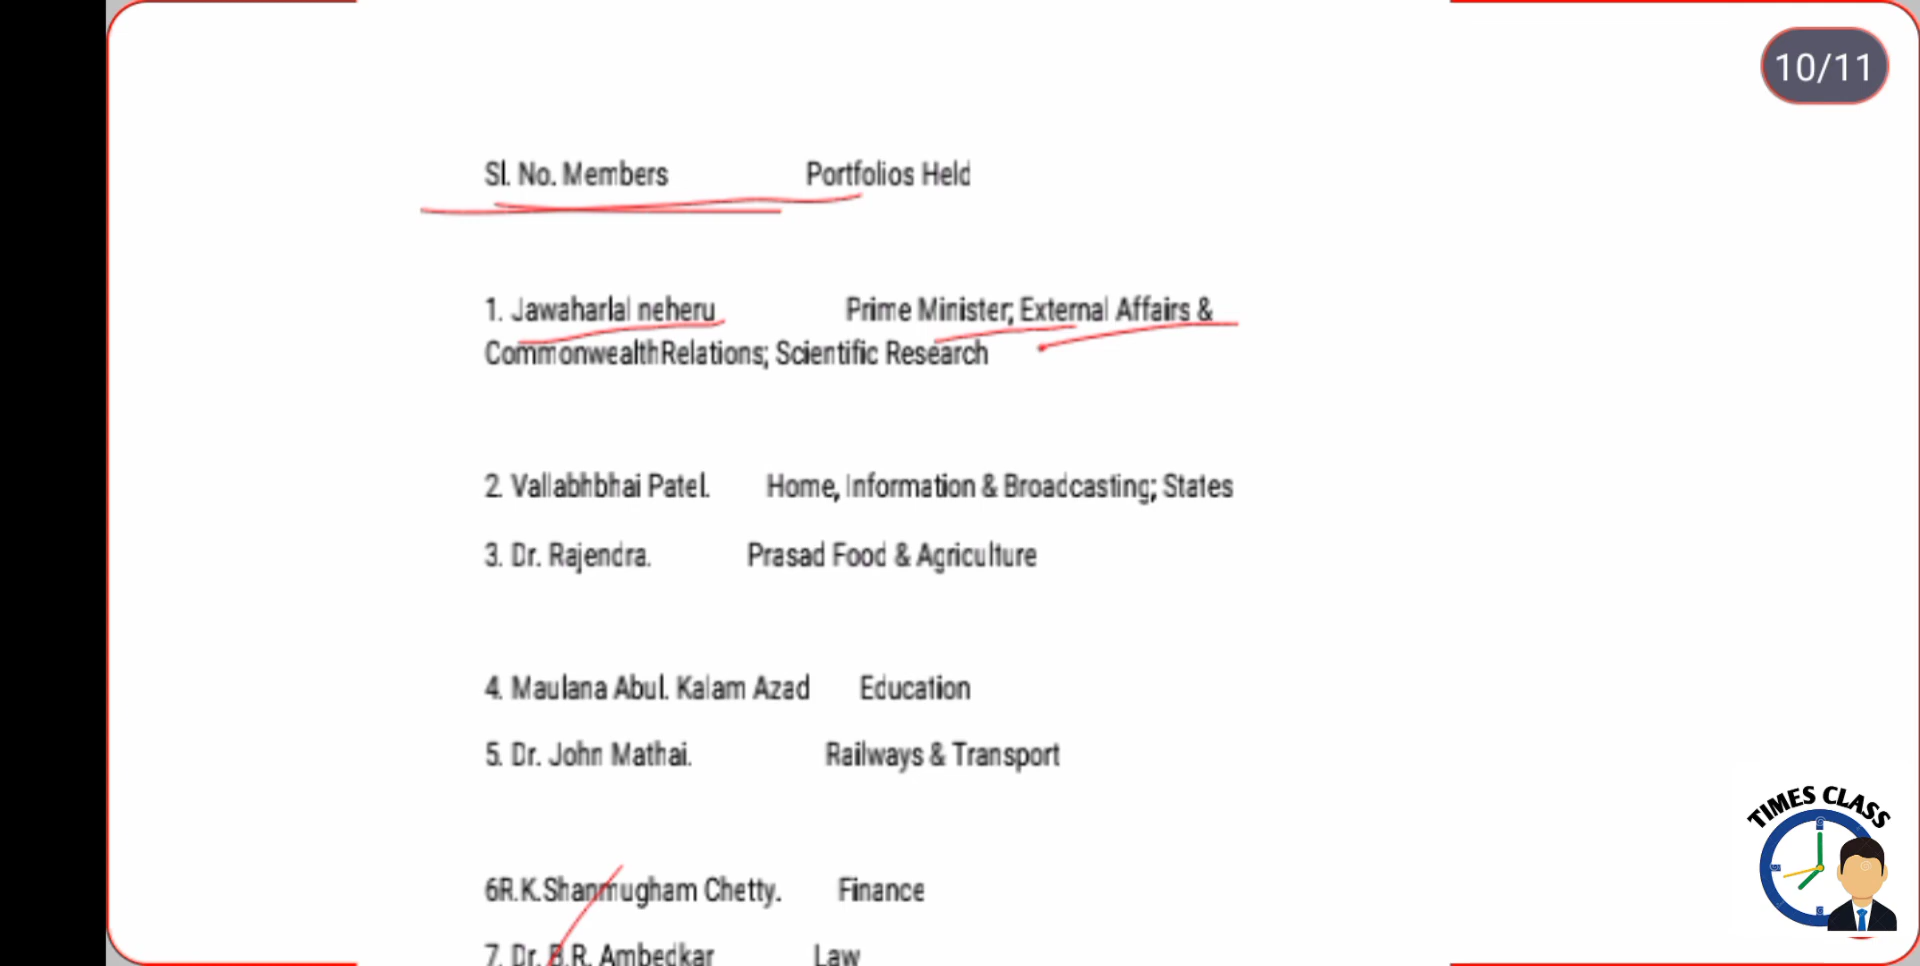 10/11
Sl. No. Members Portfolios Held
1. Jawaharlal neheru Prime Minister; External Affairs &
CommonwealthRelations; Scientific Research
2. Vallabhbhai Patel. Home, Information & Broadcasting; States
3. Dr. Rajendra. Prasad Food & Agriculture
4. Maulana Abul. Kalam Azad Education
5. Dr. John Mathai. Railways & Transport
6R.K.Shanmugham Chetty. Finance
7. Dr. B.R. Ambedkar Law
TIMES CLASS